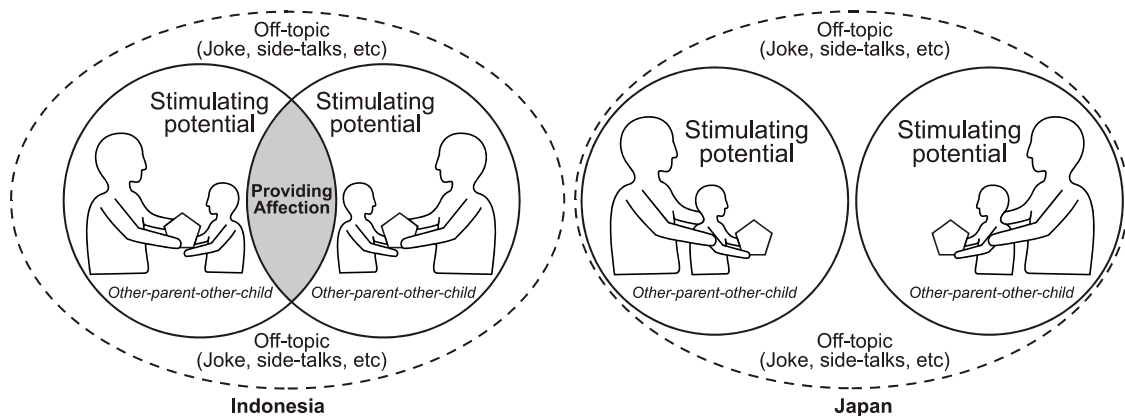 Off-topic
(Joke, side-talks, etc)
Stimulating
potential
Stimulating
potential
Providing
Affection
Other-parent-other-child
Other-parent-other-child
Off-topic
(Joke, side-talks, etc)
Indonesia
Off-topic
(Joke, side-talks, etc)
Stimulating
potential
Stimulating
potential
Other-parent-other-child
Other-parent-other-child
Off-topic
(Joke, side-talks, etc)
Japan